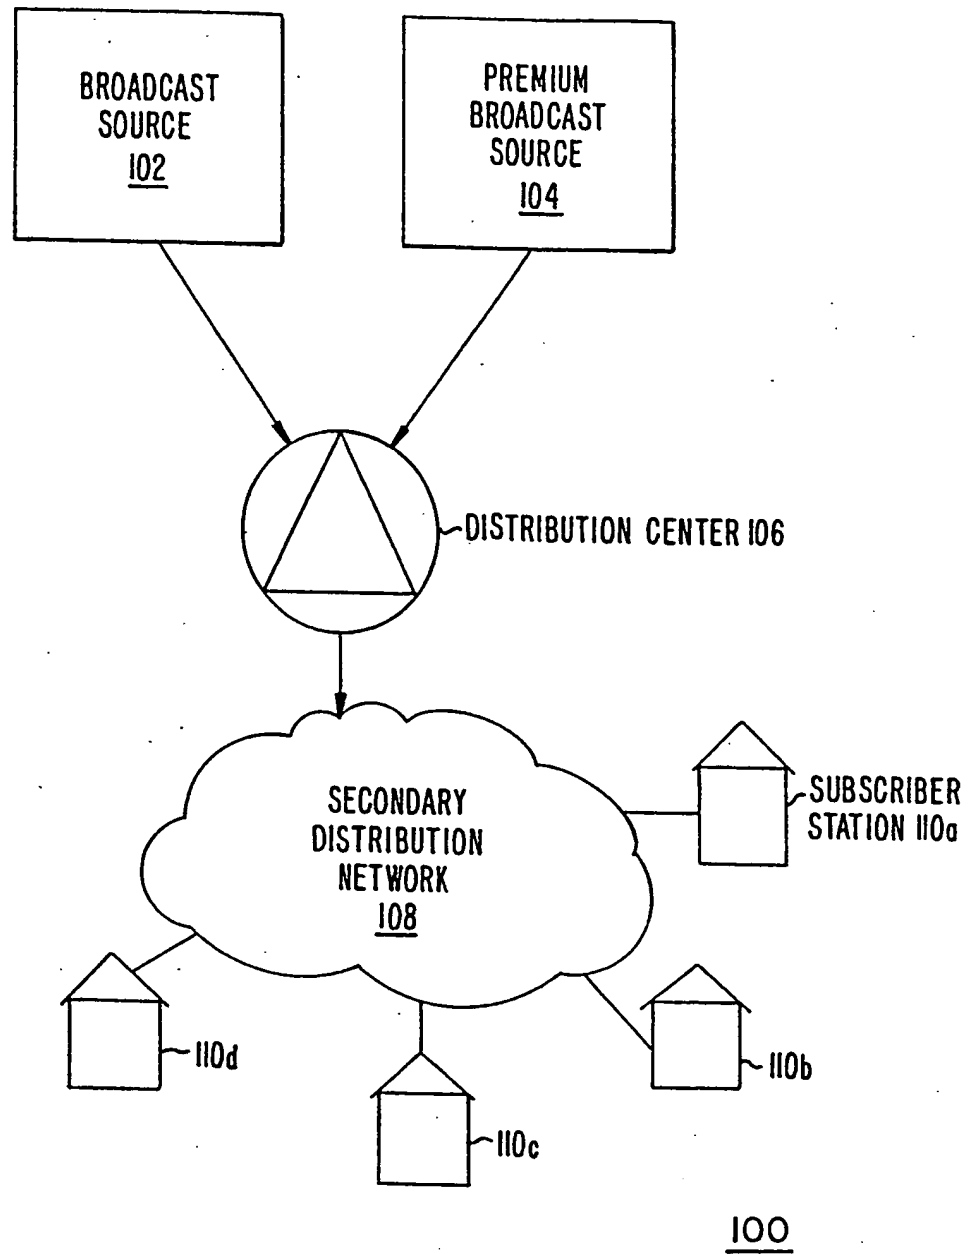 BROADCAST
SOURCE
102
PREMIUM
BROADCAST
SOURCE
104
DISTRIBUTION CENTER 106
SECONDARY
DISTRIBUTION
NETWORK
108
SUBSCRIBER
STATION 110a
110d
110b
110c
100